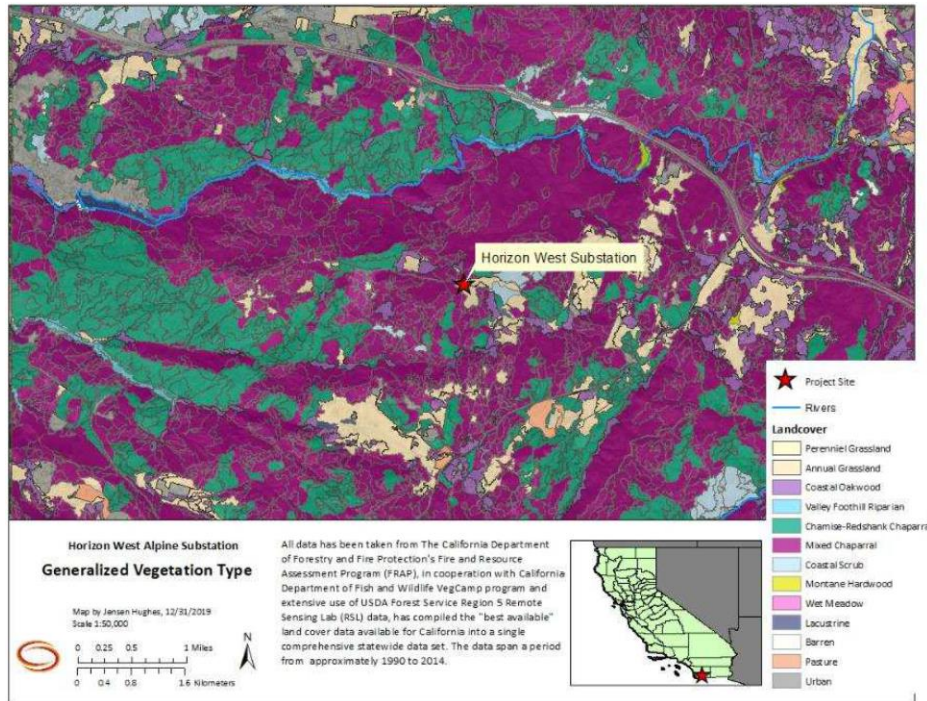 Horizon West Substation
Project Site
Rivers
Landcover
Perenniel Grassland
Annual Grassland
Coastal Oakwood
Valley Foothill Riparian
Chamise-Redshank Chaparra
Mixed Chaparral
Coastal Scrub
Montane Hardwood
Wet Meadow
Lacustrine
Barren
Pasture
Urban
Horizon West Alpine Substation
Generalized Vegetation Type
Map by Jensen Hughes, 12/31/2019
Scale 1:50,000
0 0.25 0.5 1 Miles
0 0.4 0.8 1.6 Kilometers
N
All data has been taken from The California Department
of Forestry and Fire Protection's Fire and Resource
Assessment Program (FRAP), in cooperation with California
Department of Fish and Wildlife VegCamp program and
extensive use of USDA Forest Service Region 5 Remote
Sensing Lab (RSL) data, has compiled the "best available"
land cover data available for California into a single
comprehensive statewide data set. The data span a period
from approximately 1990 to 2014.